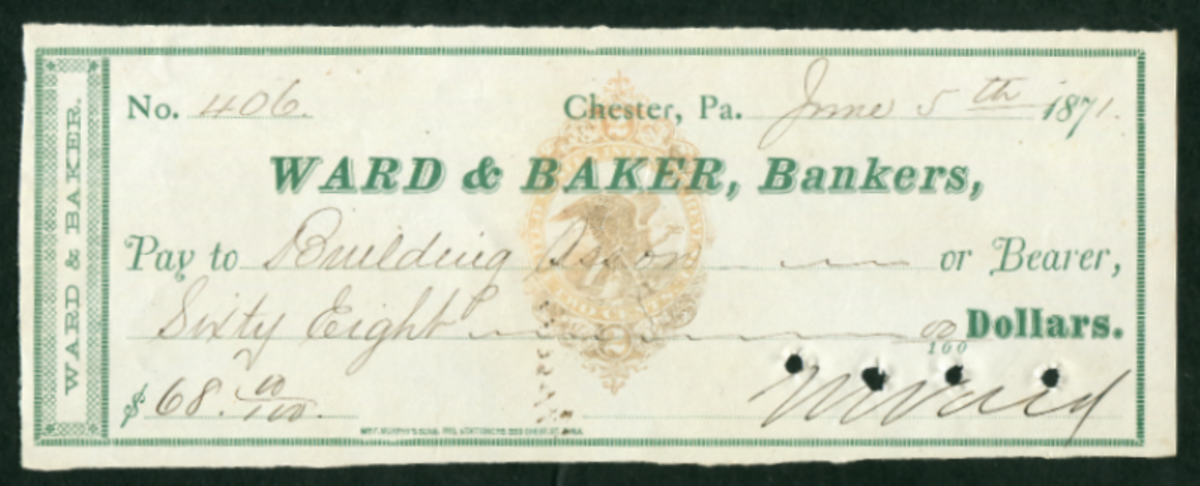 WARD & BAKER.
No. 406.
Chester, Pa. June 5th 1871.
WARD & BAKER, Bankers,
Pay to Building Asson or Bearer,
Sixty Eight 00/100 Dollars.
$ 68. 00/100.